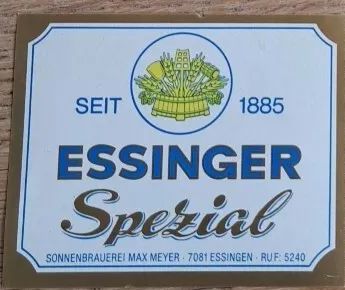 SEIT 1885
ESSINGER
Spezial
SONNENBRAUEREI MAX MEYER · 7081 ESSINGEN · RUF: 5240